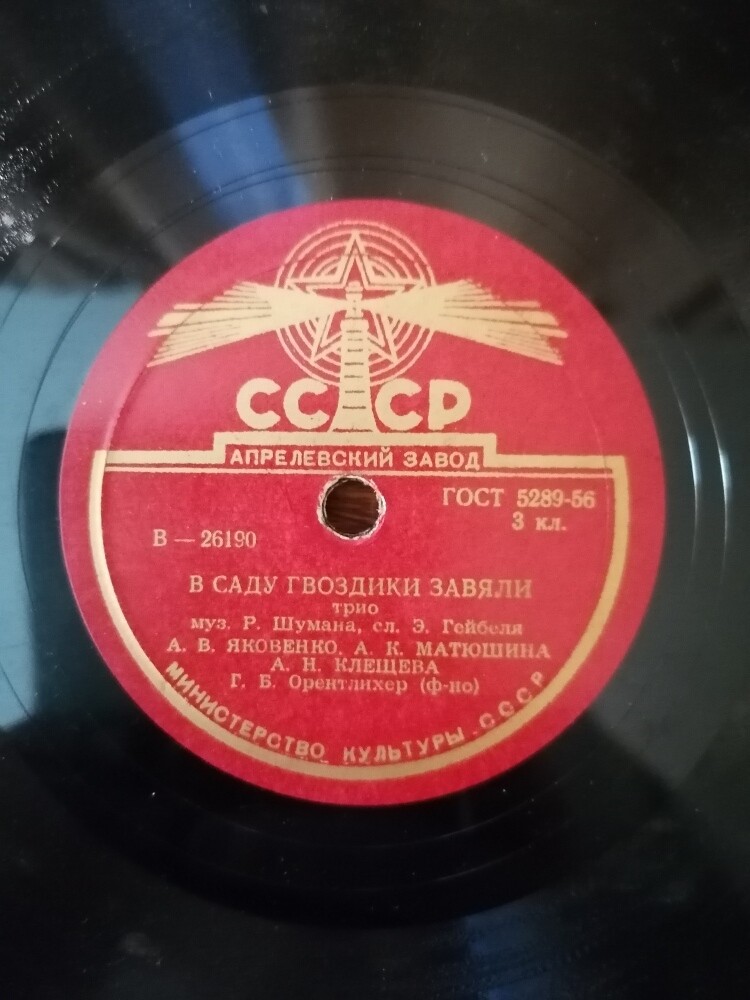 СССР
АПРЕЛЕВСКИЙ ЗАВОД
ГОСТ 5289-56
3 кл.
В — 26190
В САДУ ГВОЗДИКИ ЗАВЯЛИ
трио
муз. Р. Шумана, сл. Э. Гейбеля
А. В. ЯКОВЕНКО, А. К. МАТЮШИНА
А. Н. КЛЕЩЕВА
Г. Б. Орентлихер (ф-но)
МИНИСТЕРСТВО КУЛЬТУРЫ СССР